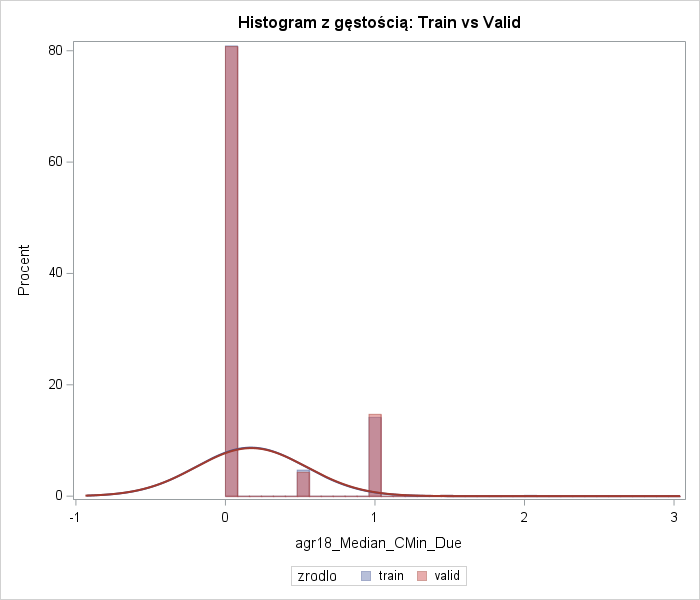 Histogram z gęstością: Train vs Valid
80
60
40
20
0
Procent
-1 0 1 2 3
agr18_Median_CMin_Due
zrodlo train valid